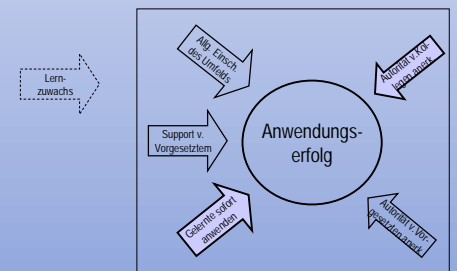 Allg. Einsch.
des Umfelds
Autorität v. Kol-
legen anerk.
Lern-
zuwachs
Support v.
Vorgesetztem
Anwendungs-
erfolg
Gelernte sofort
anwenden
Autorität v. Vor-
gesetzten anerk.